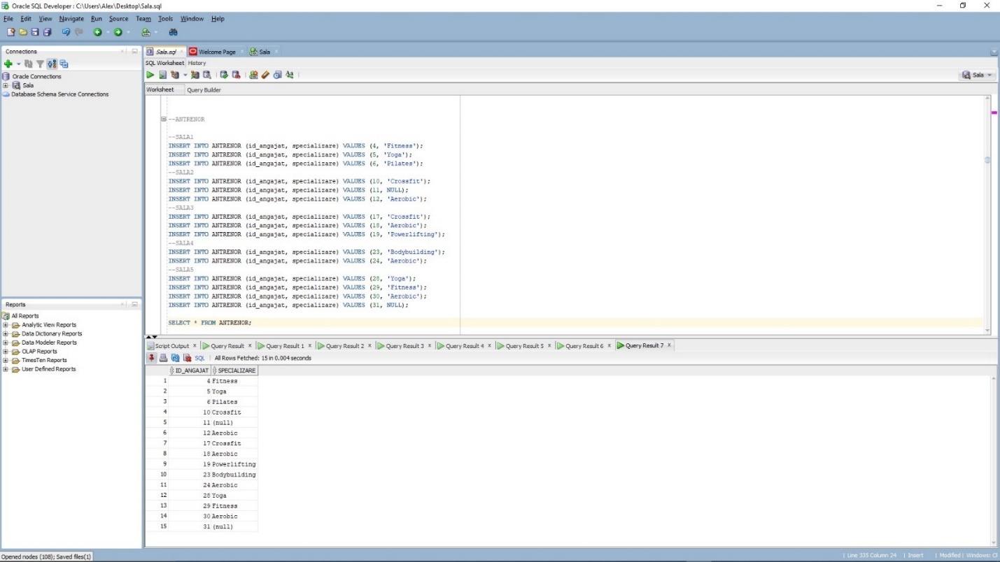 Oracle SQL Developer : C:\Users\Alex\Desktop\Sala.sql
File Edit View Navigate Run Source Team Tools Window Help
Connections
Oracle Connections
Sala
Database Schema Service Connections
Sala.sql Welcome Page Sala
SQL Worksheet History
Sala
Worksheet Query Builder
--ANTRENOR
--SALA1
INSERT INTO ANTRENOR (id_angajat, specializare) VALUES (4, 'Fitness');
INSERT INTO ANTRENOR (id_angajat, specializare) VALUES (5, 'Yoga');
INSERT INTO ANTRENOR (id_angajat, specializare) VALUES (6, 'Pilates');
--SALA2
INSERT INTO ANTRENOR (id_angajat, specializare) VALUES (10, 'Crossfit');
INSERT INTO ANTRENOR (id_angajat, specializare) VALUES (11, NULL);
INSERT INTO ANTRENOR (id_angajat, specializare) VALUES (12, 'Aerobic');
--SALA3
INSERT INTO ANTRENOR (id_angajat, specializare) VALUES (17, 'Crossfit');
INSERT INTO ANTRENOR (id_angajat, specializare) VALUES (18, 'Aerobic');
INSERT INTO ANTRENOR (id_angajat, specializare) VALUES (19, 'Powerlifting');
--SALA4
INSERT INTO ANTRENOR (id_angajat, specializare) VALUES (23, 'Bodybuilding');
INSERT INTO ANTRENOR (id_angajat, specializare) VALUES (24, 'Aerobic');
--SALA5
INSERT INTO ANTRENOR (id_angajat, specializare) VALUES (28, 'Yoga');
INSERT INTO ANTRENOR (id_angajat, specializare) VALUES (29, 'Fitness');
INSERT INTO ANTRENOR (id_angajat, specializare) VALUES (30, 'Aerobic');
INSERT INTO ANTRENOR (id_angajat, specializare) VALUES (31, NULL);
SELECT * FROM ANTRENOR;
Reports
All Reports
Analytic View Reports
Data Dictionary Reports
Data Modeler Reports
OLAP Reports
TimesTen Reports
User Defined Reports
Script Output Query Result Query Result 1 Query Result 2 Query Result 3 Query Result 4 Query Result 5 Query Result 6 Query Result 7
SQL | All Rows Fetched: 15 in 0.004 seconds
ID_ANGAJAT SPECIALIZARE
1 4 Fitness
2 5 Yoga
3 6 Pilates
4 10 Crossfit
5 11 (null)
6 12 Aerobic
7 17 Crossfit
8 18 Aerobic
9 19 Powerlifting
10 23 Bodybuilding
11 24 Aerobic
12 28 Yoga
13 29 Fitness
14 30 Aerobic
15 31 (null)
Opened nodes (108); Saved files(1)
| Line 335 Column 24 | Insert | Modified | Windows: Cl